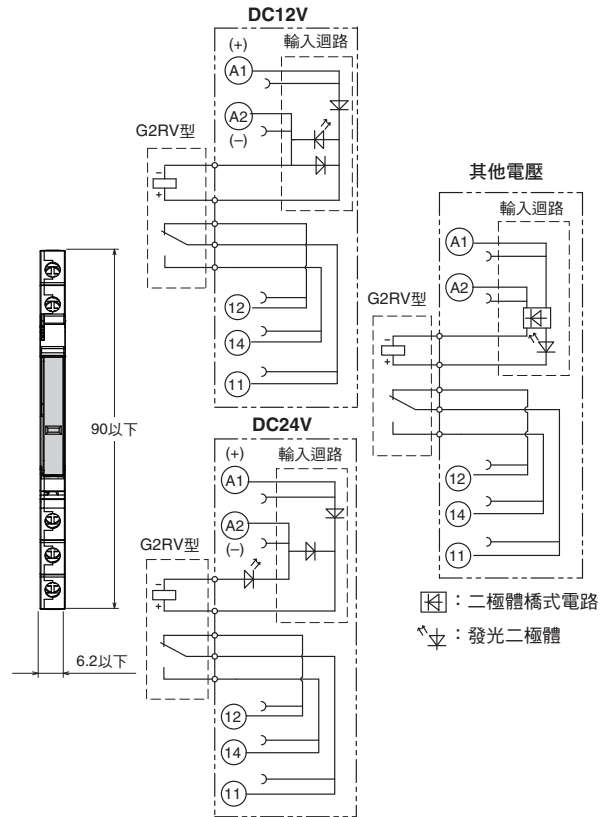 DC12V
(+)
輸入迴路
A1
A2
(−)
G2RV型
−
+
12
14
11
90以下
6.2以下
DC24V
(+)
輸入迴路
A1
A2
(−)
G2RV型
−
+
12
14
11
其他電壓
輸入迴路
A1
A2
G2RV型
−
+
12
14
11
：二極體橋式電路
：發光二極體